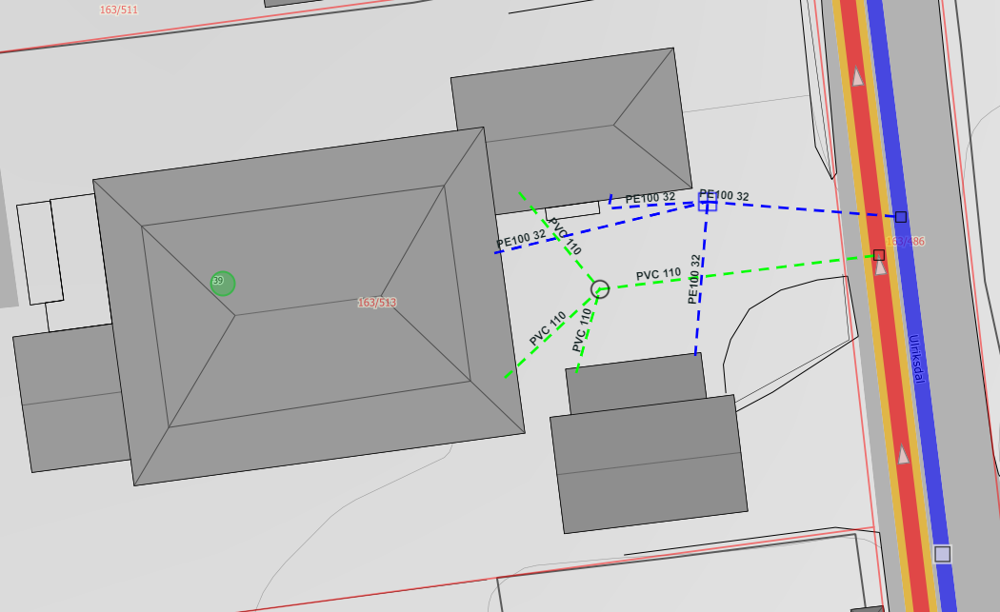 163/511
PE100 32
PE100 32
PVC 110
PE100 32
163/486
PVC 110
PE100 32
39
163/513
PVC 110
PVC 110
Ulriksdal